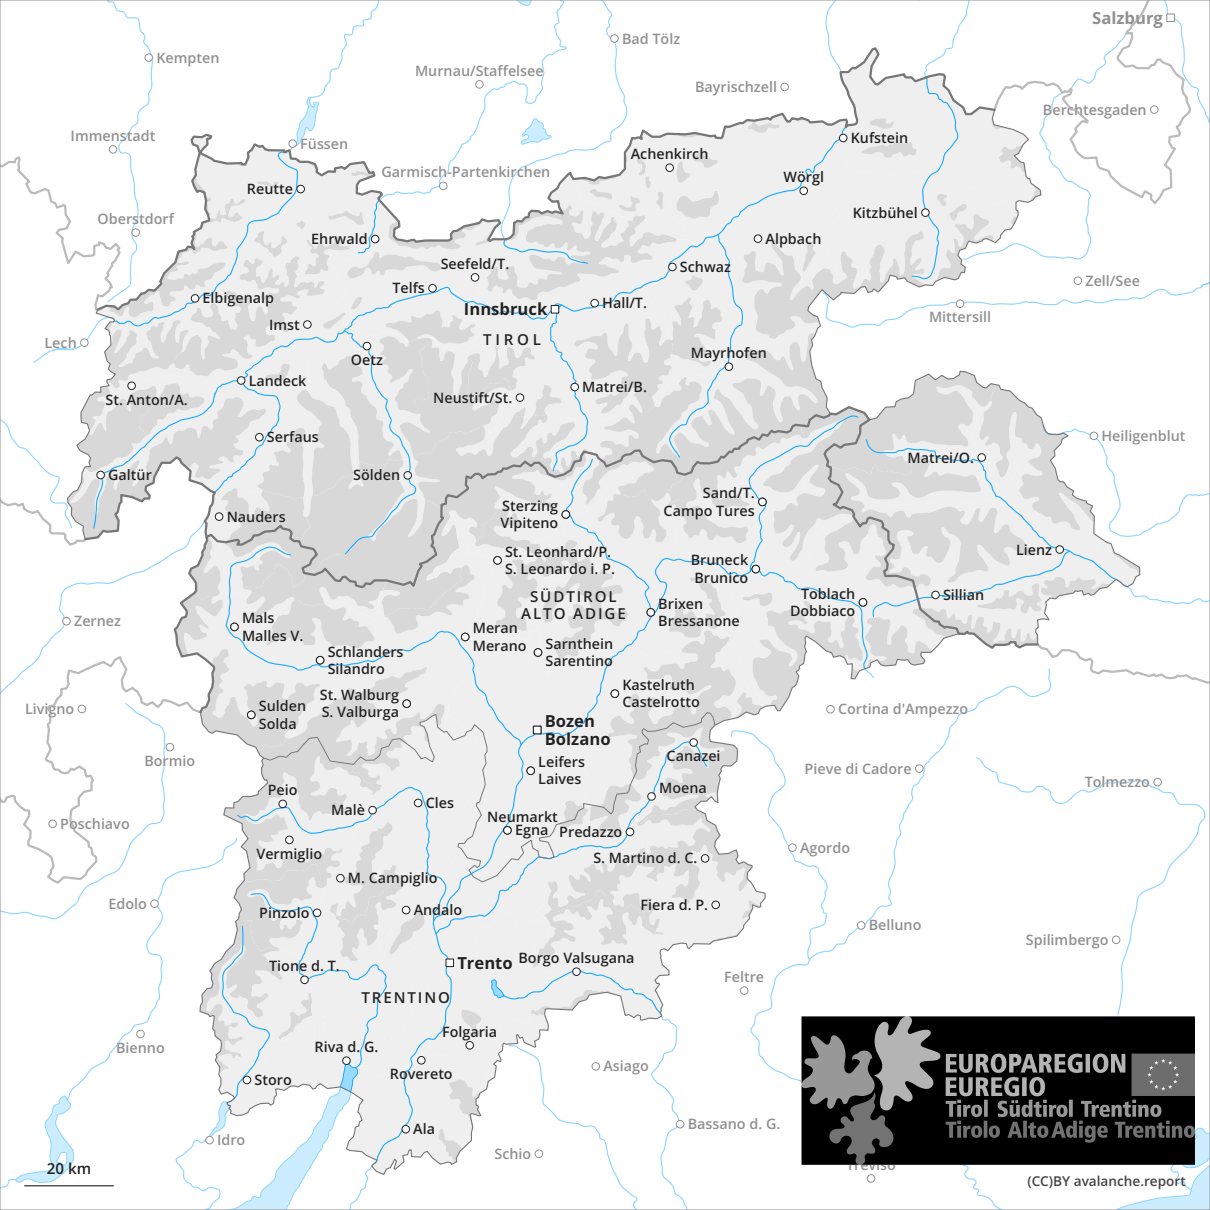 Salzburg
Bad Tölz
Kempten
Murnau/Staffelsee
Bayrischzell
Berchtesgaden
Immenstadt
Füssen
Kufstein
Achenkirch
Garmisch-Partenkirchen
Wörgl
Reutte
Oberstdorf
Kitzbühel
Ehrwald
Alpbach
Seefeld/T.
Schwaz
Zell/See
Telfs
Elbigenalp
Hall/T.
Innsbruck
Mittersill
Imst
TIROL
Lech
Mayrhofen
Oetz
Landeck
Matrei/B.
St. Anton/A.
Neustift/St.
Serfaus
Heiligenblut
Matrei/O.
Galtür
Sölden
Sand/T.
Campo Tures
Sterzing
Vipiteno
Nauders
Lienz
St. Leonhard/P.
S. Leonardo i. P.
Bruneck
Brunico
SÜDTIROL
ALTO ADIGE
Toblach
Dobbiaco
Sillian
Brixen
Bressanone
Zernez
Mals
Malles V.
Meran
Merano
Sarnthein
Sarentino
Schlanders
Silandro
Kastelruth
Castelrotto
St. Walburg
S. Valburga
Sulden
Solda
Livigno
Cortina d'Ampezzo
Bozen
Bolzano
Bormio
Canazei
Leifers
Laives
Pieve di Cadore
Tolmezzo
Peio
Moena
Malè
Cles
Neumarkt
Egna
Predazzo
Poschiavo
Vermiglio
Agordo
S. Martino d. C.
M. Campiglio
Edolo
Pinzolo
Andalo
Fiera d. P.
Belluno
Spilimbergo
Trento
Borgo Valsugana
Tione d. T.
Feltre
TRENTINO
Folgaria
Bienno
Riva d. G.
Rovereto
Storo
Asiago
EUROPAREGION
EUREGIO
Tirol Südtirol Trentino
Tirolo Alto Adige Trentino
Ala
Idro
Bassano d. G.
Schio
Treviso
20 km
(CC)BY avalanche.report